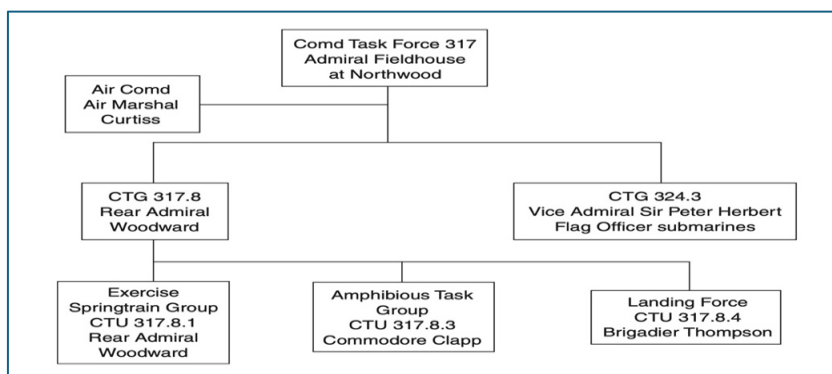 Comd Task Force 317
Admiral Fieldhouse
at Northwood
Air Comd
Air Marshal
Curtiss
CTG 317.8
Rear Admiral
Woodward
CTG 324.3
Vice Admiral Sir Peter Herbert
Flag Officer submarines
Exercise
Springtrain Group
CTU 317.8.1
Rear Admiral
Woodward
Amphibious Task
Group
CTU 317.8.3
Commodore Clapp
Landing Force
CTU 317.8.4
Brigadier Thompson